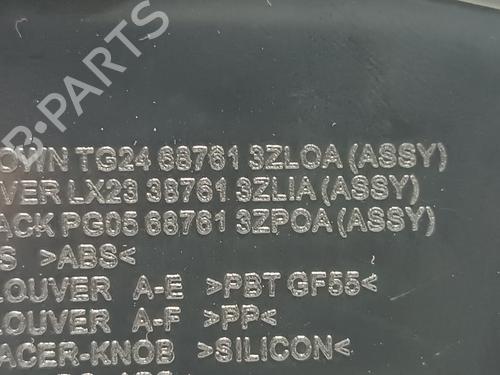 B-PARTS
OWN TG24 68761 3ZL0A (ASSY)
VER LX23 38761 3ZLIA (ASSY)
ACK PG05 68761 3ZP0A (ASSY)
S >ABS<
LOUVER A-E >PBT GF55<
LOUVER A-F >PP<
ACER-KNOB >SILICON<